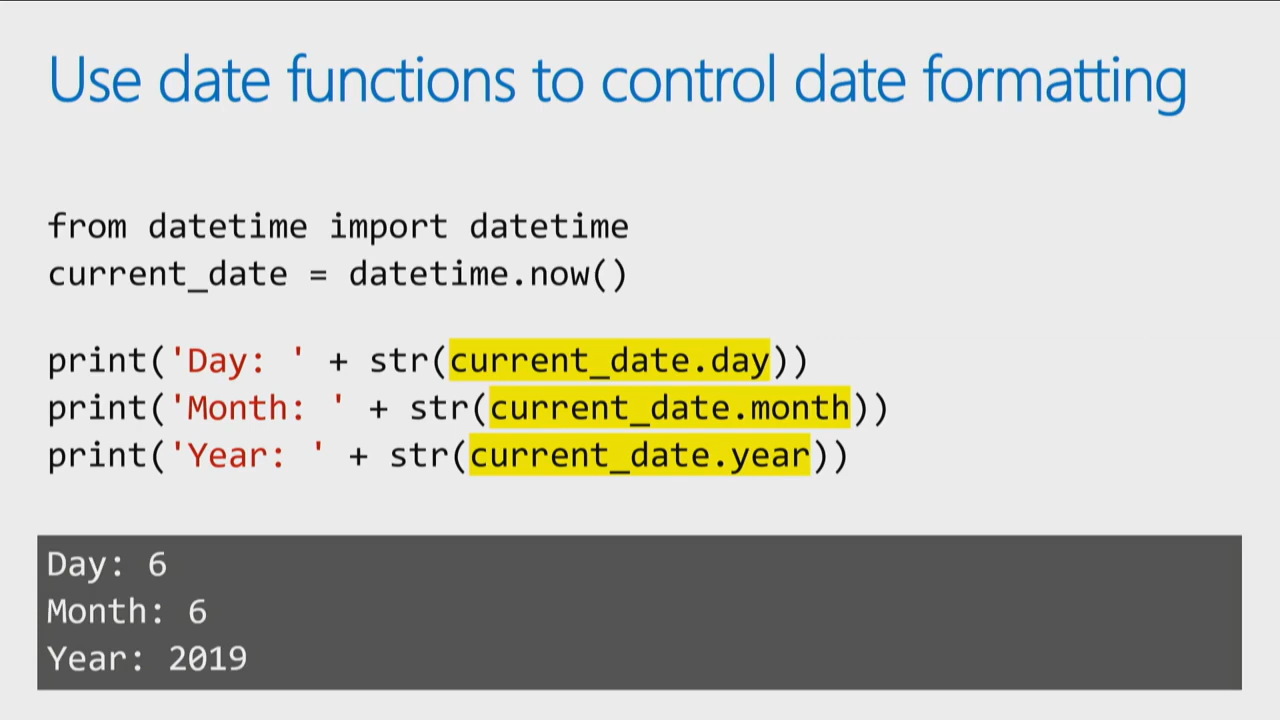 Use date functions to control date formatting
from datetime import datetime
current_date = datetime.now()
print('Day: ' + str(current_date.day))
print('Month: ' + str(current_date.month))
print('Year: ' + str(current_date.year))
Day: 6
Month: 6
Year: 2019